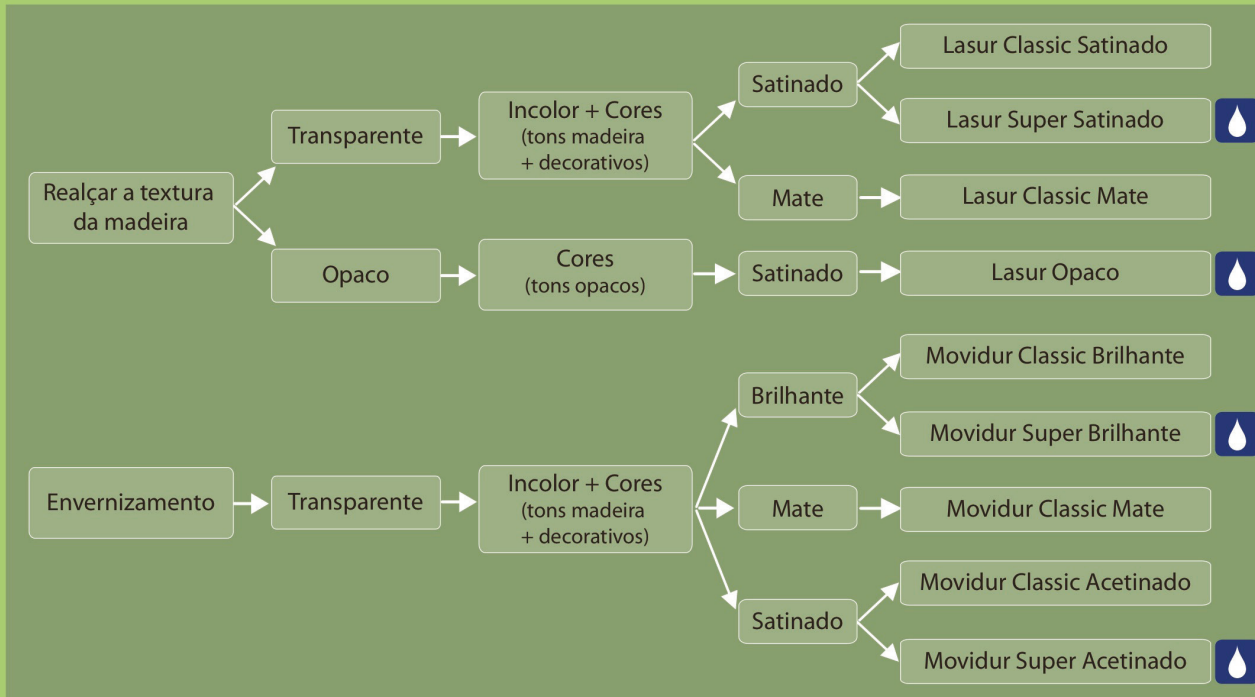 Realçar a textura
da madeira
Transparente
Incolor + Cores
(tons madeira
+ decorativos)
Satinado
Lasur Classic Satinado
Lasur Super Satinado
Mate
Lasur Classic Mate
Opaco
Cores
(tons opacos)
Satinado
Lasur Opaco
Envernizamento
Transparente
Incolor + Cores
(tons madeira
+ decorativos)
Brilhante
Movidur Classic Brilhante
Movidur Super Brilhante
Mate
Movidur Classic Mate
Satinado
Movidur Classic Acetinado
Movidur Super Acetinado